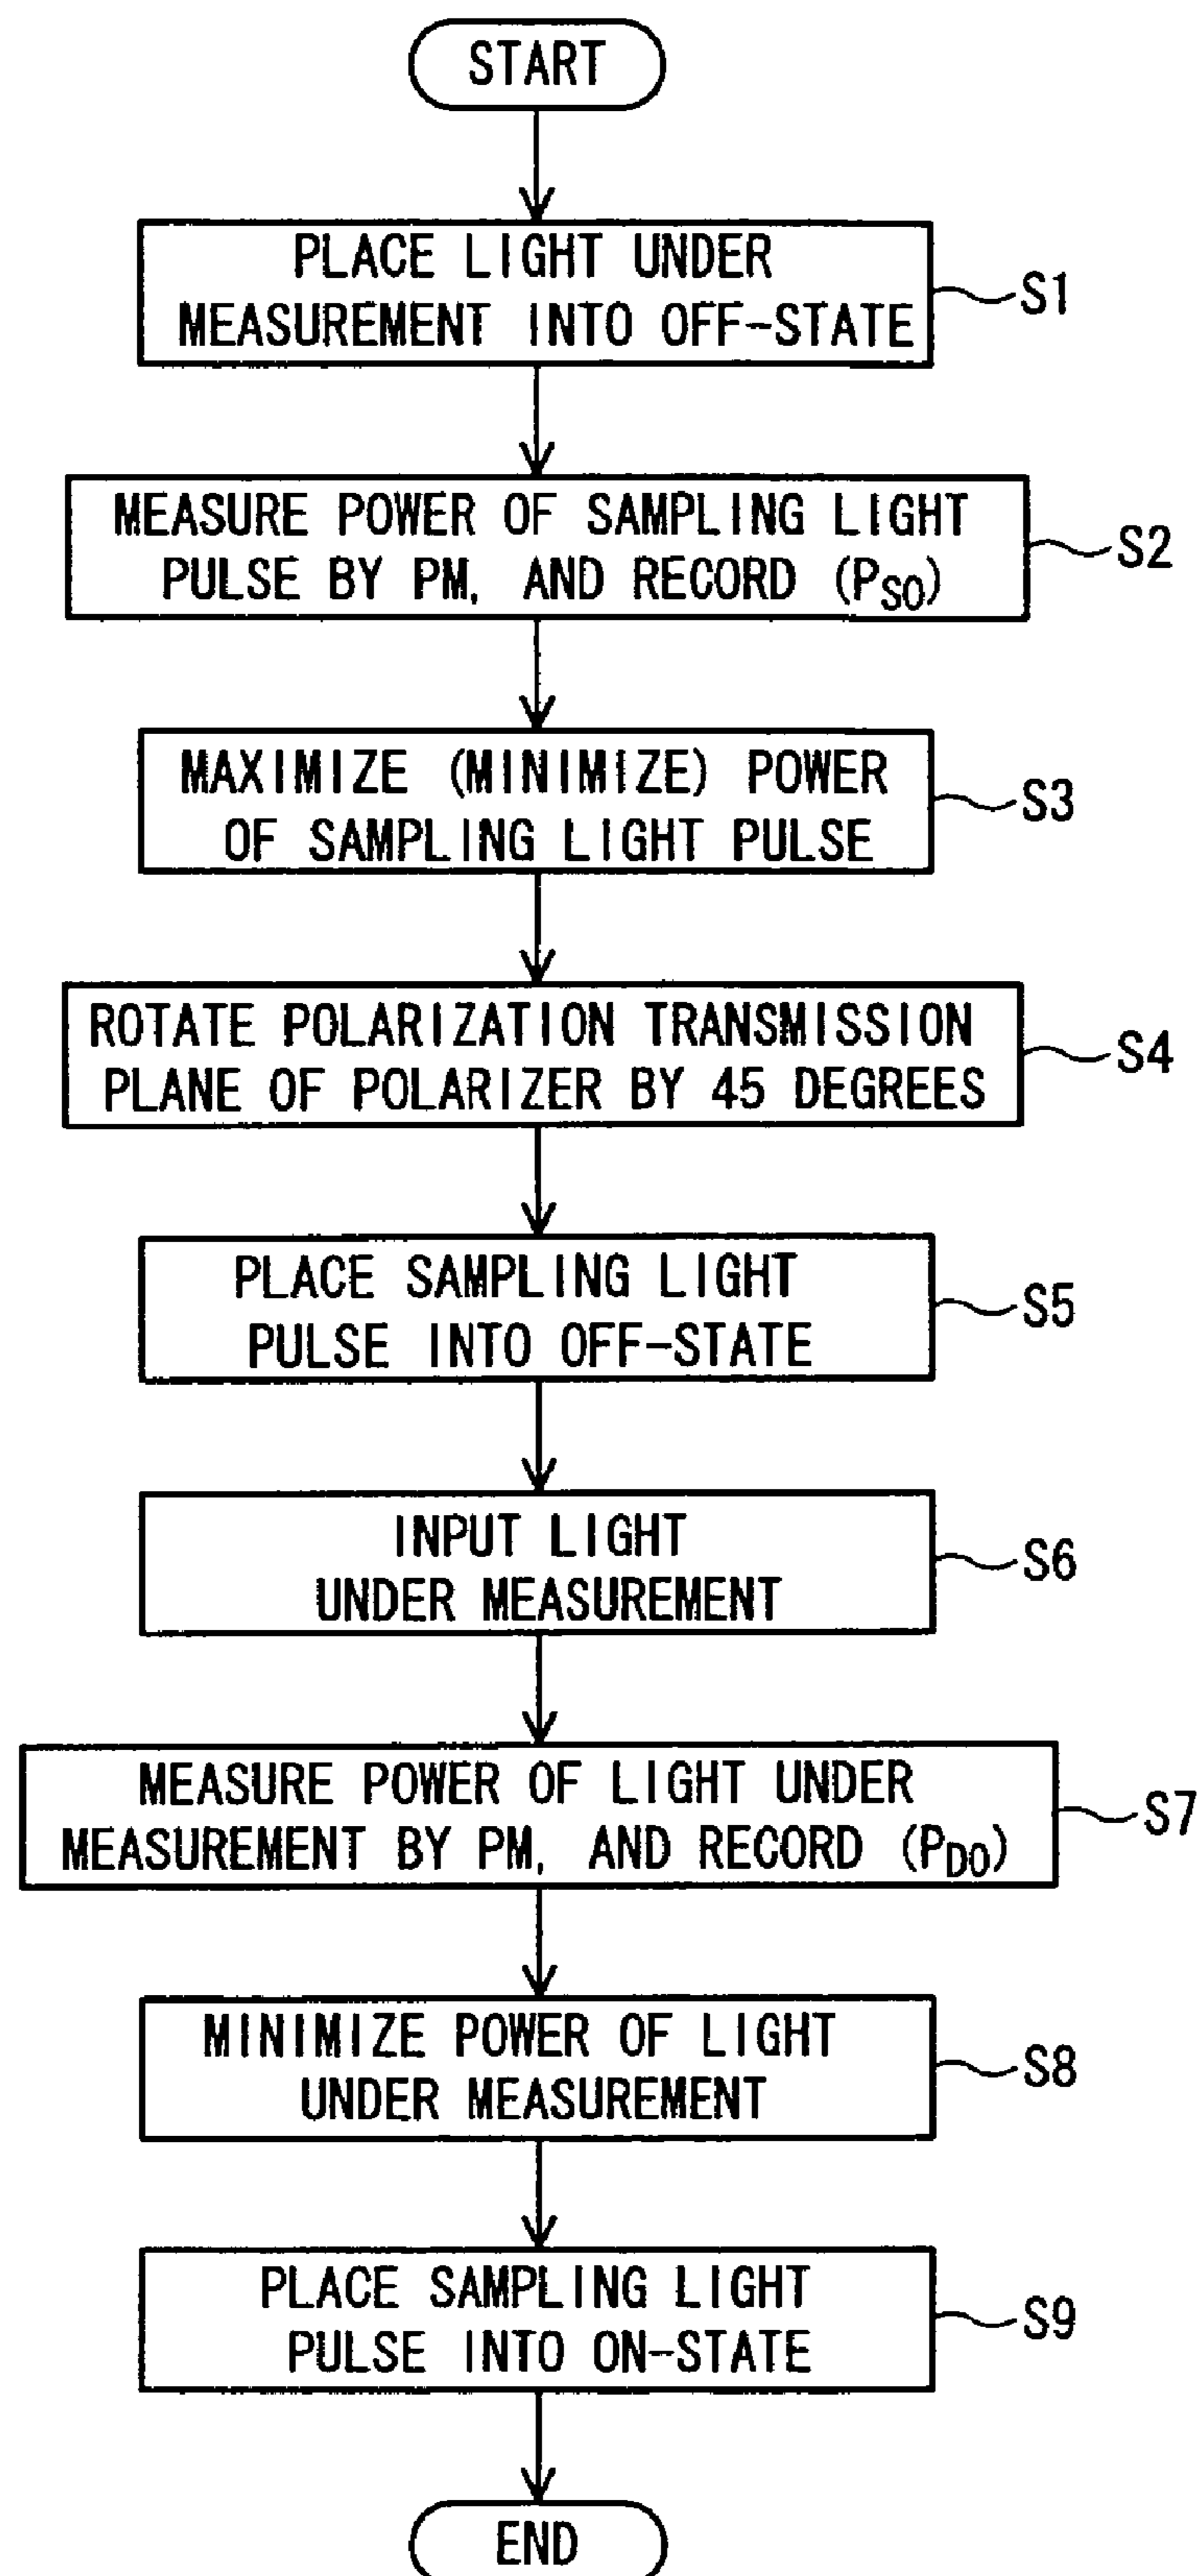 START
PLACE LIGHT UNDER
MEASUREMENT INTO OFF-STATE
S1
MEASURE POWER OF SAMPLING LIGHT
PULSE BY PM, AND RECORD (PS0)
S2
MAXIMIZE (MINIMIZE) POWER
OF SAMPLING LIGHT PULSE
S3
ROTATE POLARIZATION TRANSMISSION
PLANE OF POLARIZER BY 45 DEGREES
S4
PLACE SAMPLING LIGHT
PULSE INTO OFF-STATE
S5
INPUT LIGHT
UNDER MEASUREMENT
S6
MEASURE POWER OF LIGHT UNDER
MEASUREMENT BY PM, AND RECORD (PD0)
S7
MINIMIZE POWER OF LIGHT
UNDER MEASUREMENT
S8
PLACE SAMPLING LIGHT
PULSE INTO ON-STATE
S9
END